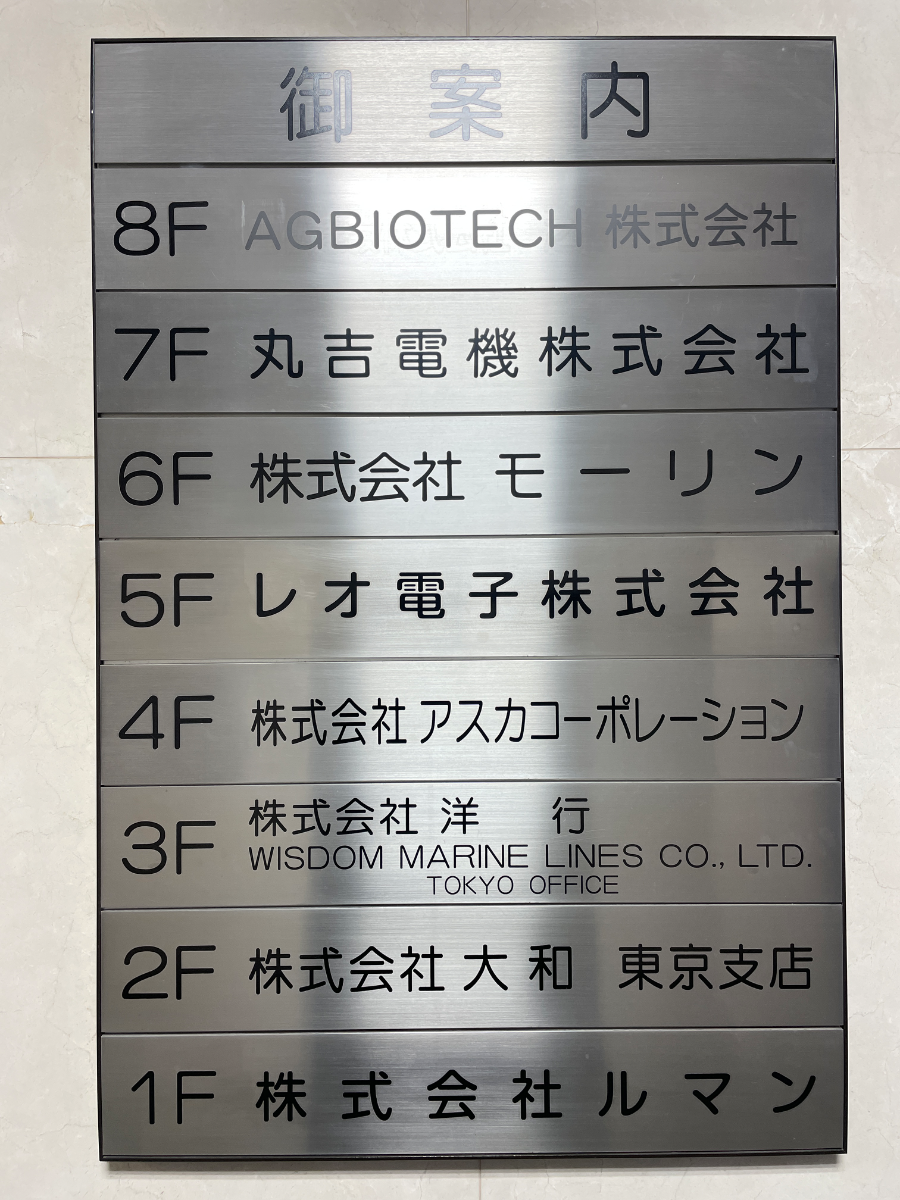 御案内
8F AGBIOTECH 株式会社
7F 丸吉電機株式会社
6F 株式会社 モーリン
5F レオ電子株式会社
4F 株式会社 アスカコーポレーション
3F 株式会社 洋 行
WISDOM MARINE LINES CO., LTD.
TOKYO OFFICE
2F 株式会社 大和 東京支店
1F 株式会社ルマン